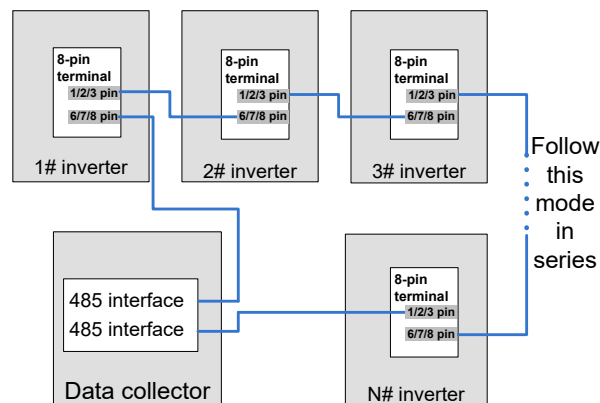 8-pin
terminal
1/2/3 pin
6/7/8 pin
1# inverter
8-pin
terminal
1/2/3 pin
6/7/8 pin
2# inverter
8-pin
terminal
1/2/3 pin
6/7/8 pin
3# inverter
Follow
this
mode
in
series
485 interface
485 interface
Data collector
8-pin
terminal
1/2/3 pin
6/7/8 pin
N# inverter